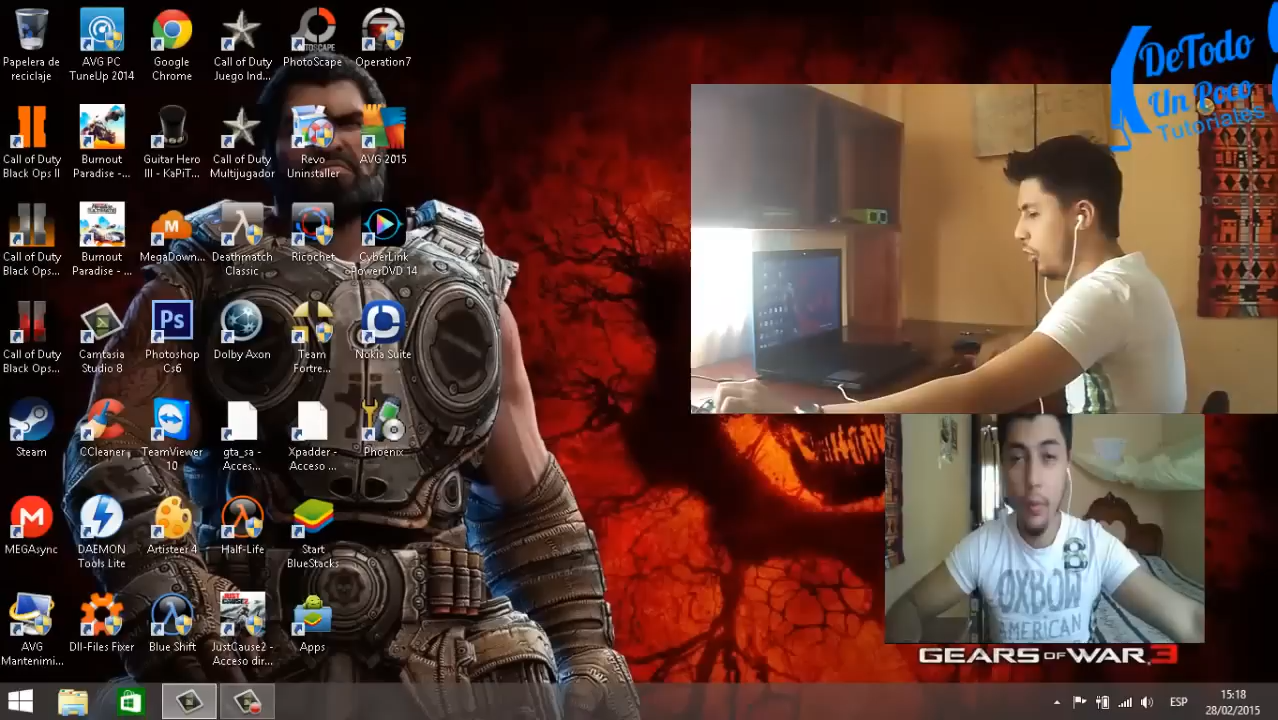 Papelera de
reciclaje
AVG PC
TuneUp 2014
Google
Chrome
Call of Duty
Juego Ind...
PHOTOSCAPE
PhotoScape
Operation7
Call of Duty
Black Ops II
Burnout
Paradise -...
Guitar Hero
III - KaPiT...
Call of Duty
Multijugador
Revo
Uninstaller
AVG 2015
Call of Duty
Black Ops...
Burnout
Paradise - ...
MegaDown...
Deathmatch
Classic
Ricochet
CyberLink
PowerDVD 14
Call of Duty
Black Ops...
Camtasia
Studio 8
Ps
Photoshop
Cs6
Dolby Axon
Team
Fortre...
Nokia Suite
Steam
CCleaner
TeamViewer
10
gta_sa -
Acces...
Xpadder -
Acceso ...
Phoenix
M
MEGAsync
DAEMON
Tools Lite
Artisteer 4
Half-Life
Start
BlueStacks
AVG
Mantenimi...
Dll-Files Fixer
Blue Shift
JustCause2 -
Acceso dir...
Apps
DeTodo
Un Poco
Tutoriales
8
OXBOW
AMERICAN
GEARS OF WAR 3
ESP
15:18
28/02/2015